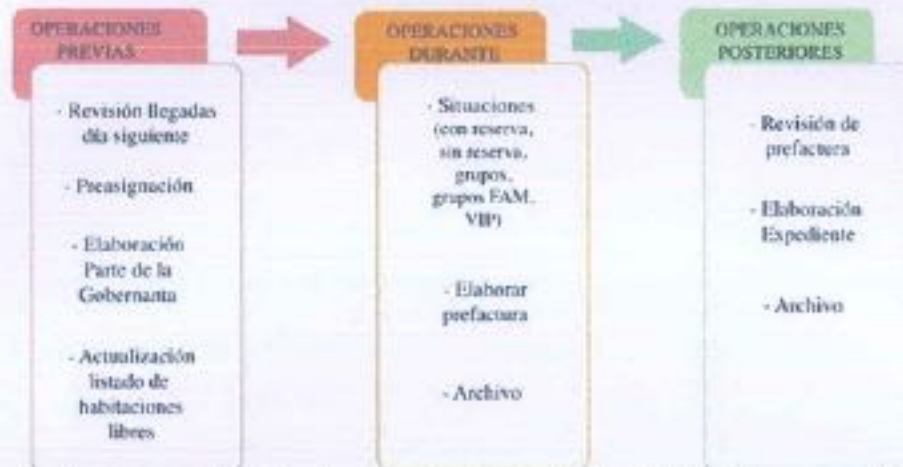 OPERACIONES
PREVIAS
- Revisión llegadas
día siguiente
- Preasignación
- Elaboración
Parte de la
Gobernanta
- Actualización
listado de
habitaciones
libres
OPERACIONES
DURANTE
- Situaciones
(con reserva,
sin reserva,
grupos,
grupos FAM,
VIP)
- Elaborar
prefactura
- Archivo
OPERACIONES
POSTERIORES
- Revisión de
prefactura
- Elaboración
Expediente
- Archivo